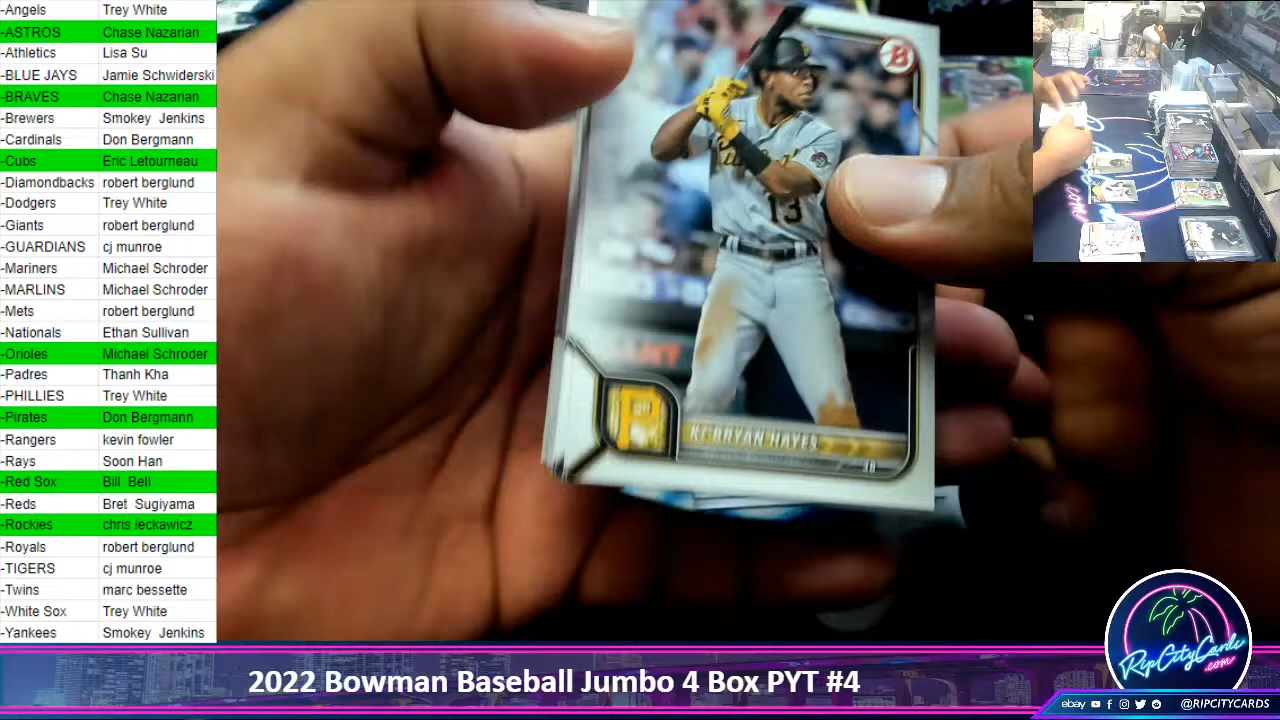 -Angels Trey White
-ASTROS Chase Nazarian
-Athletics Lisa Su
-BLUE JAYS Jamie Schwiderski
-BRAVES Chase Nazarian
-Brewers Smokey Jenkins
-Cardinals Don Bergmann
-Cubs Eric Letourneau
-Diamondbacks robert berglund
-Dodgers Trey White
-Giants robert berglund
-GUARDIANS cj munroe
-Mariners Michael Schroder
-MARLINS Michael Schroder
-Mets robert berglund
-Nationals Ethan Sullivan
-Orioles Michael Schroder
-Padres Thanh Kha
-PHILLIES Trey White
-Pirates Don Bergmann
-Rangers kevin fowler
-Rays Soon Han
-Red Sox Bill Bell
-Reds Bret Sugiyama
-Rockies chris leckawicz
-Royals robert berglund
-TIGERS cj munroe
-Twins marc bessette
-White Sox Trey White
-Yankees Smokey Jenkins
B
13
P
KE'BRYAN HAYES
3B
2022 Bowman Baseball Jumbo 4 Box PYT #4
RipCityCards
.com
ebay
@RIPCITYCARDS